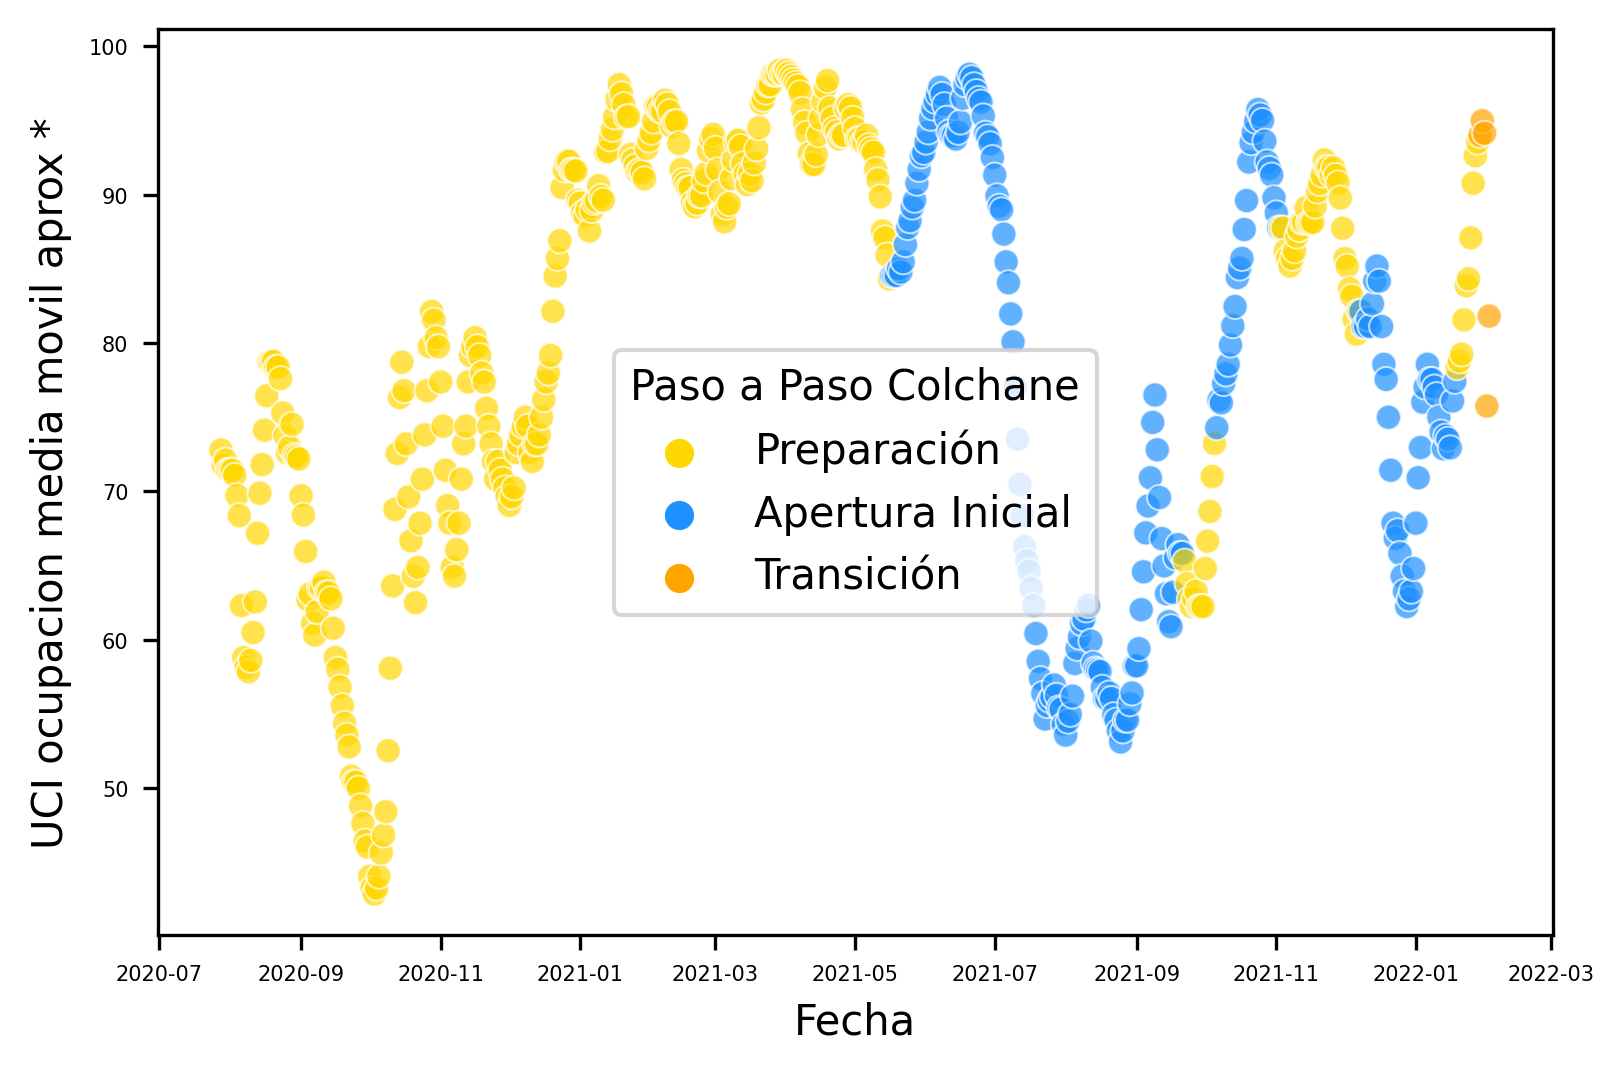 UCI ocupacion media movil aprox *
100
90
80
70
60
50
Paso a Paso Colchane
Preparación
Apertura Inicial
Transición
2020-07 2020-09 2020-11 2021-01 2021-03 2021-05 2021-07 2021-09 2021-11 2022-01 2022-03
Fecha